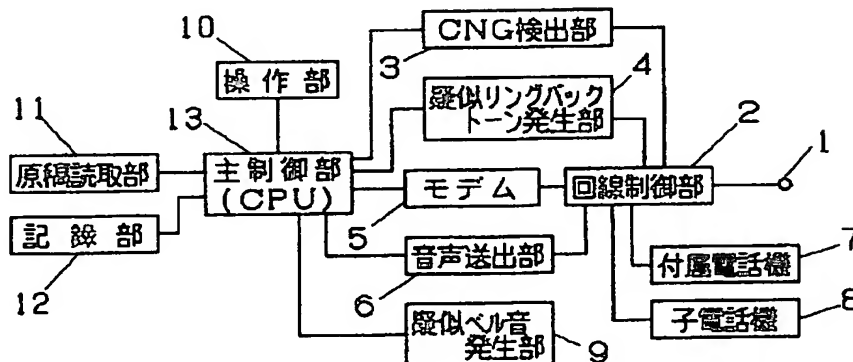 10
操作部
11
原稿読取部
13
主制御部
(CPU)
記録部
12
CNG検出部
3
4
疑似リングバック
トーン発生部
モデム
5
音声送出部
6
疑似ベル音
発生部
9
2
回線制御部
1
7
付属電話機
8
子電話機